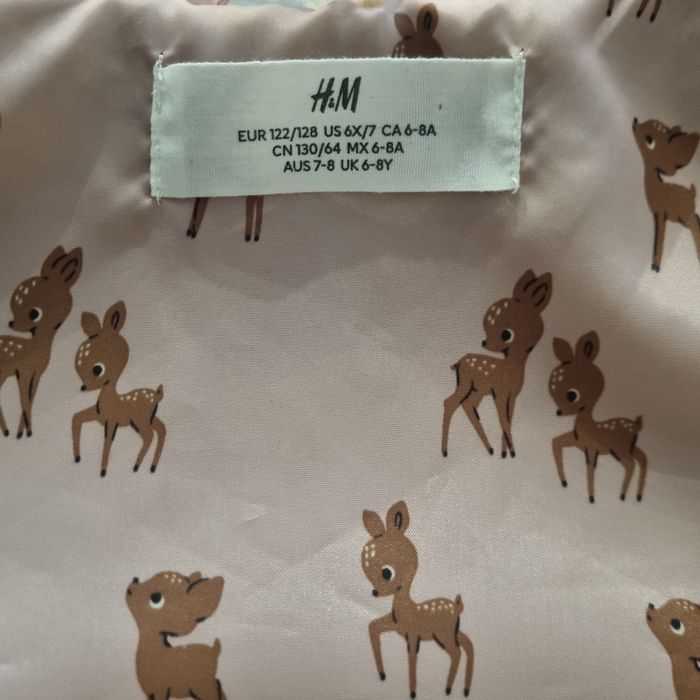 H&M
EUR 122/128 US 6X/7 CA 6-8A
CN 130/64 MX 6-8A
AUS 7-8 UK 6-8Y